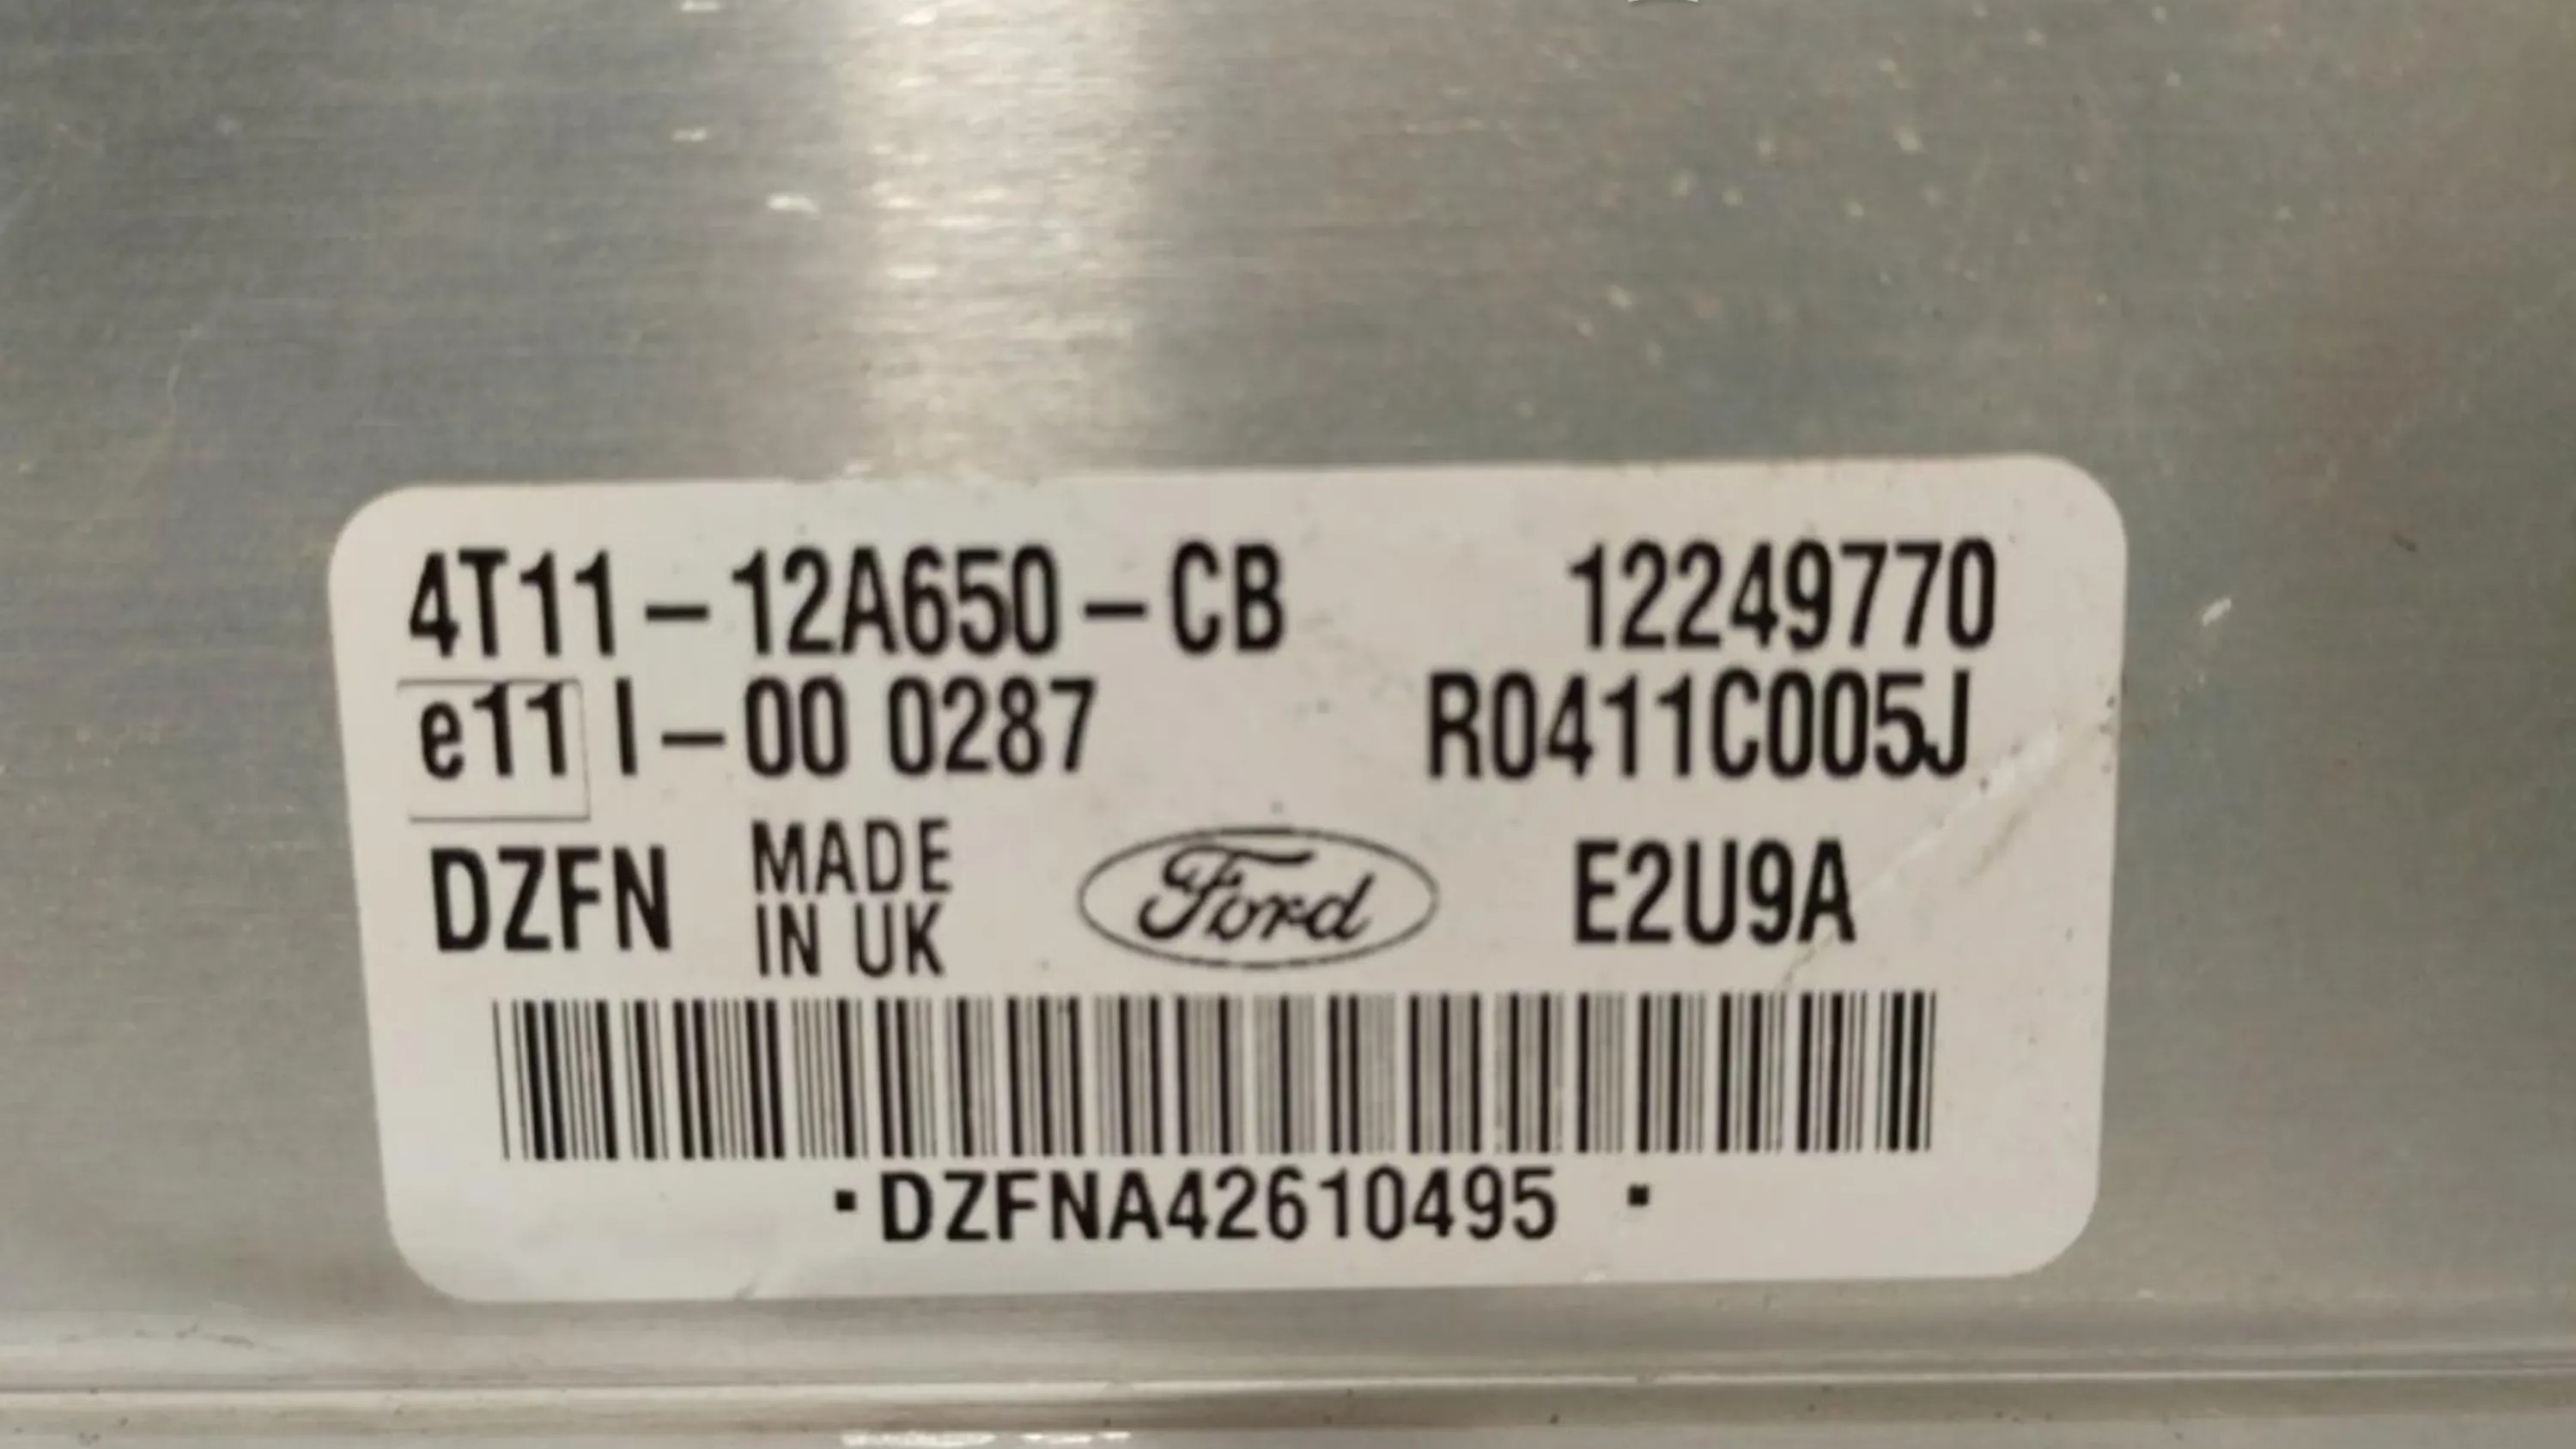 4T11-12A650-CB 12249770
e11 I-00 0287 R0411C005J
DZFN MADE IN UK Ford E2U9A
·DZFNA42610495 ·